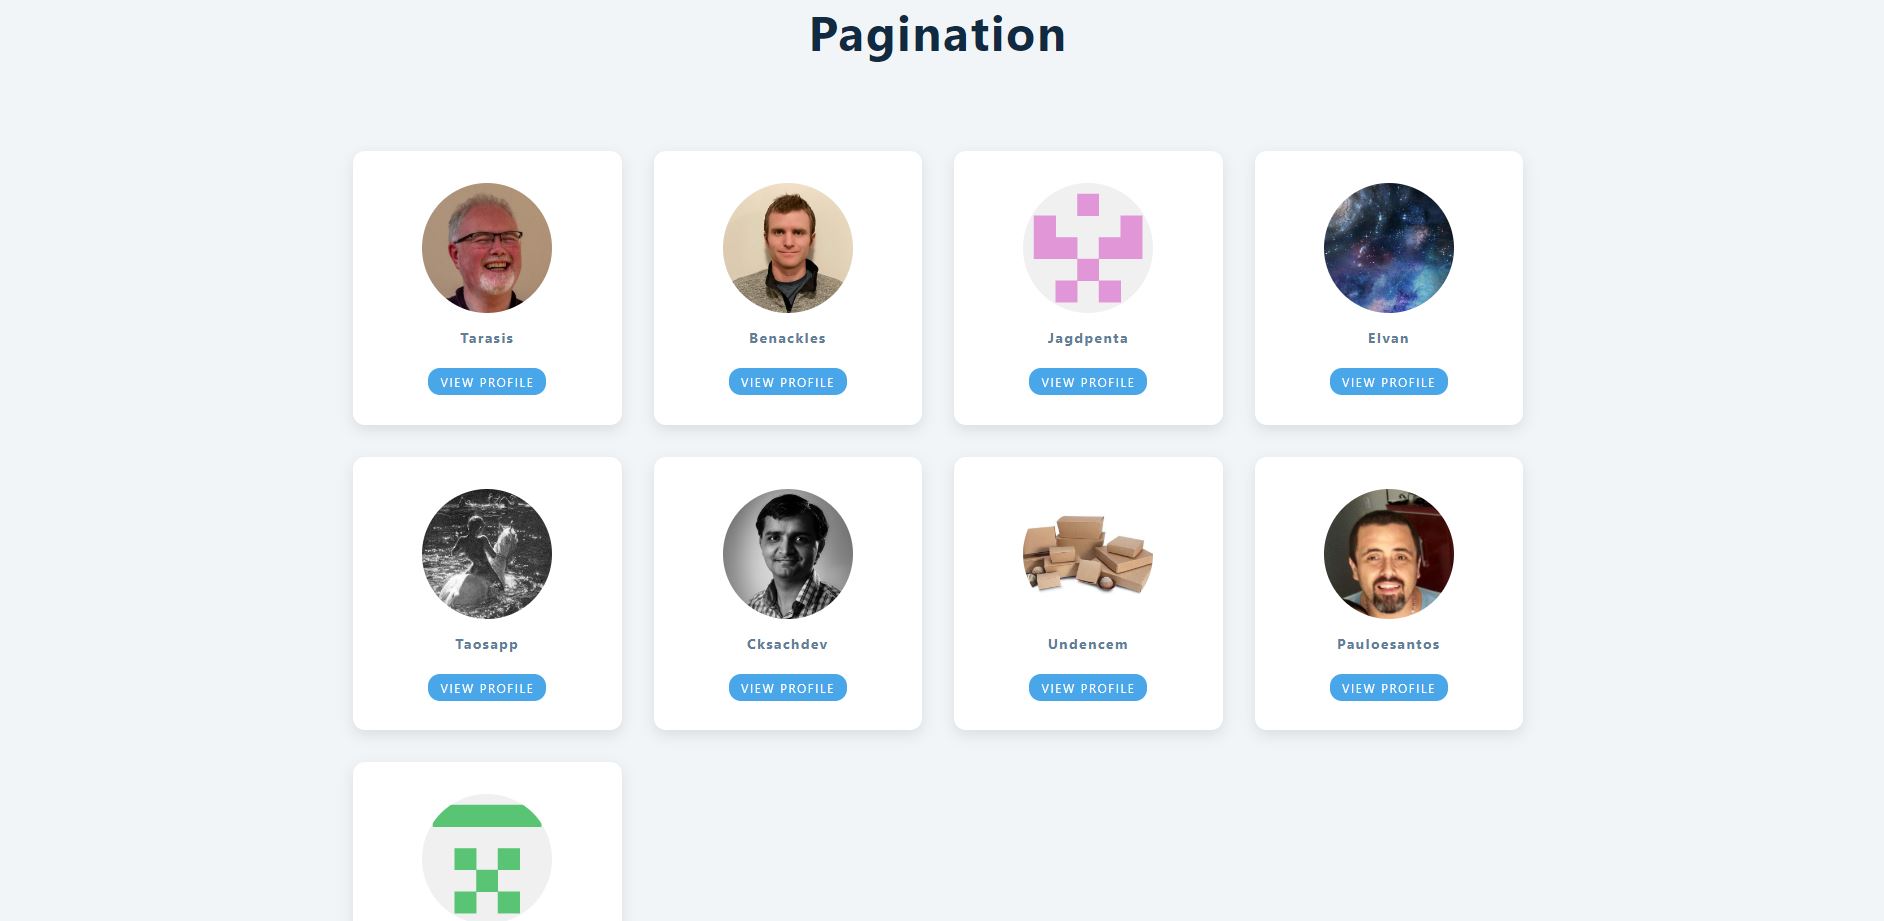 Pagination
Tarasis
VIEW PROFILE
Benackles
VIEW PROFILE
Jagdpenta
VIEW PROFILE
Elvan
VIEW PROFILE
Taosapp
VIEW PROFILE
Cksachdev
VIEW PROFILE
Undencem
VIEW PROFILE
Pauloesantos
VIEW PROFILE